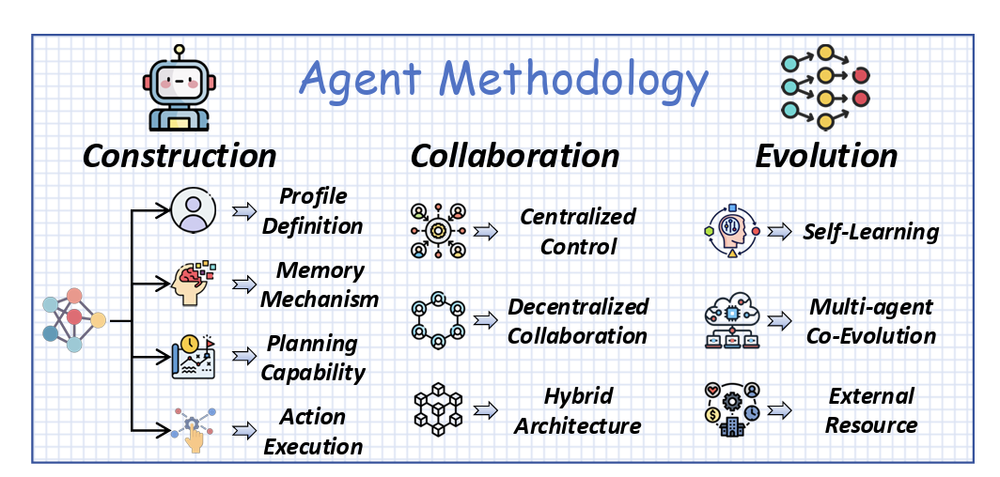 Agent Methodology
Construction
Profile
Definition
Memory
Mechanism
Planning
Capability
Action
Execution
Collaboration
Centralized
Control
Decentralized
Collaboration
Hybrid
Architecture
Evolution
Self-Learning
Multi-agent
Co-Evolution
External
Resource